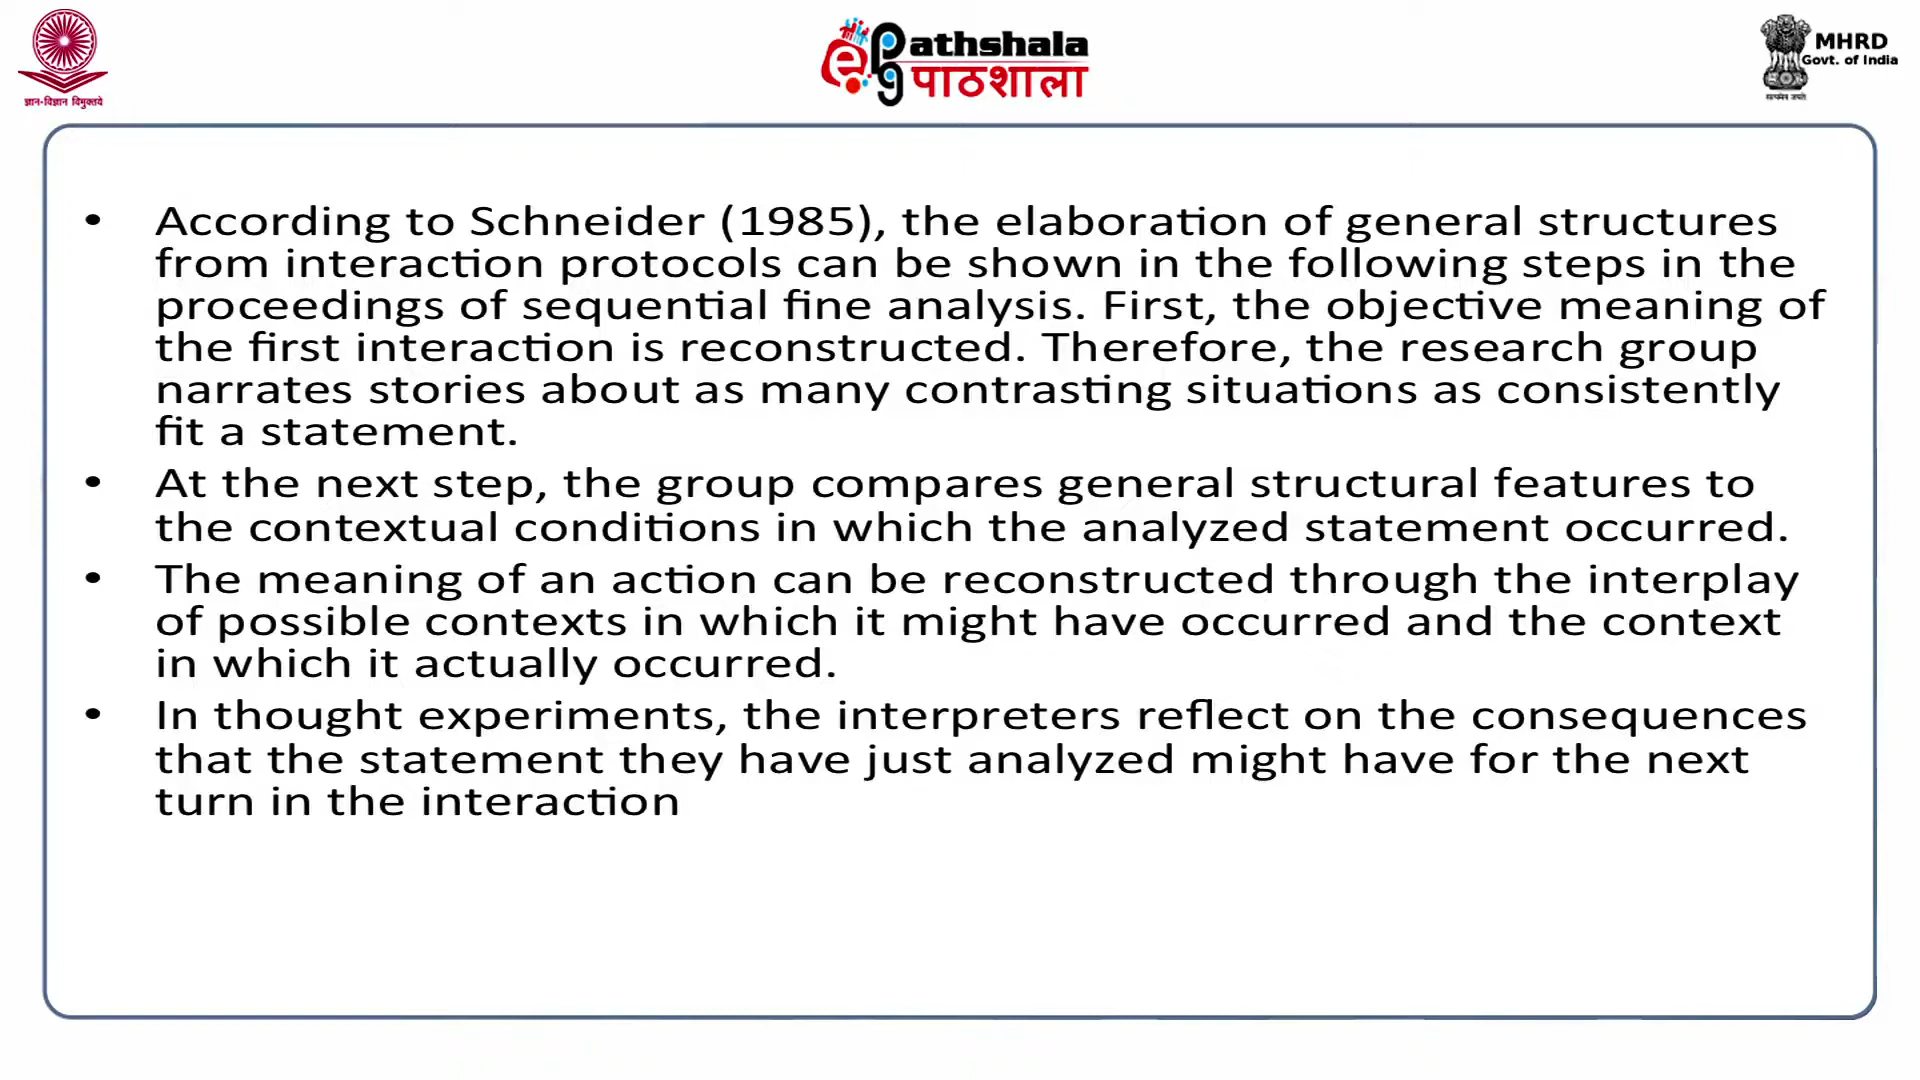 ज्ञान-विज्ञान विमुक्तये
e pg athshala
पाठशाला
MHRD
Govt. of India
सत्यमेव जयते
• According to Schneider (1985), the elaboration of general structures
from interaction protocols can be shown in the following steps in the
proceedings of sequential fine analysis. First, the objective meaning of
the first interaction is reconstructed. Therefore, the research group
narrates stories about as many contrasting situations as consistently
fit a statement.
• At the next step, the group compares general structural features to
the contextual conditions in which the analyzed statement occurred.
• The meaning of an action can be reconstructed through the interplay
of possible contexts in which it might have occurred and the context
in which it actually occurred.
• In thought experiments, the interpreters reflect on the consequences
that the statement they have just analyzed might have for the next
turn in the interaction